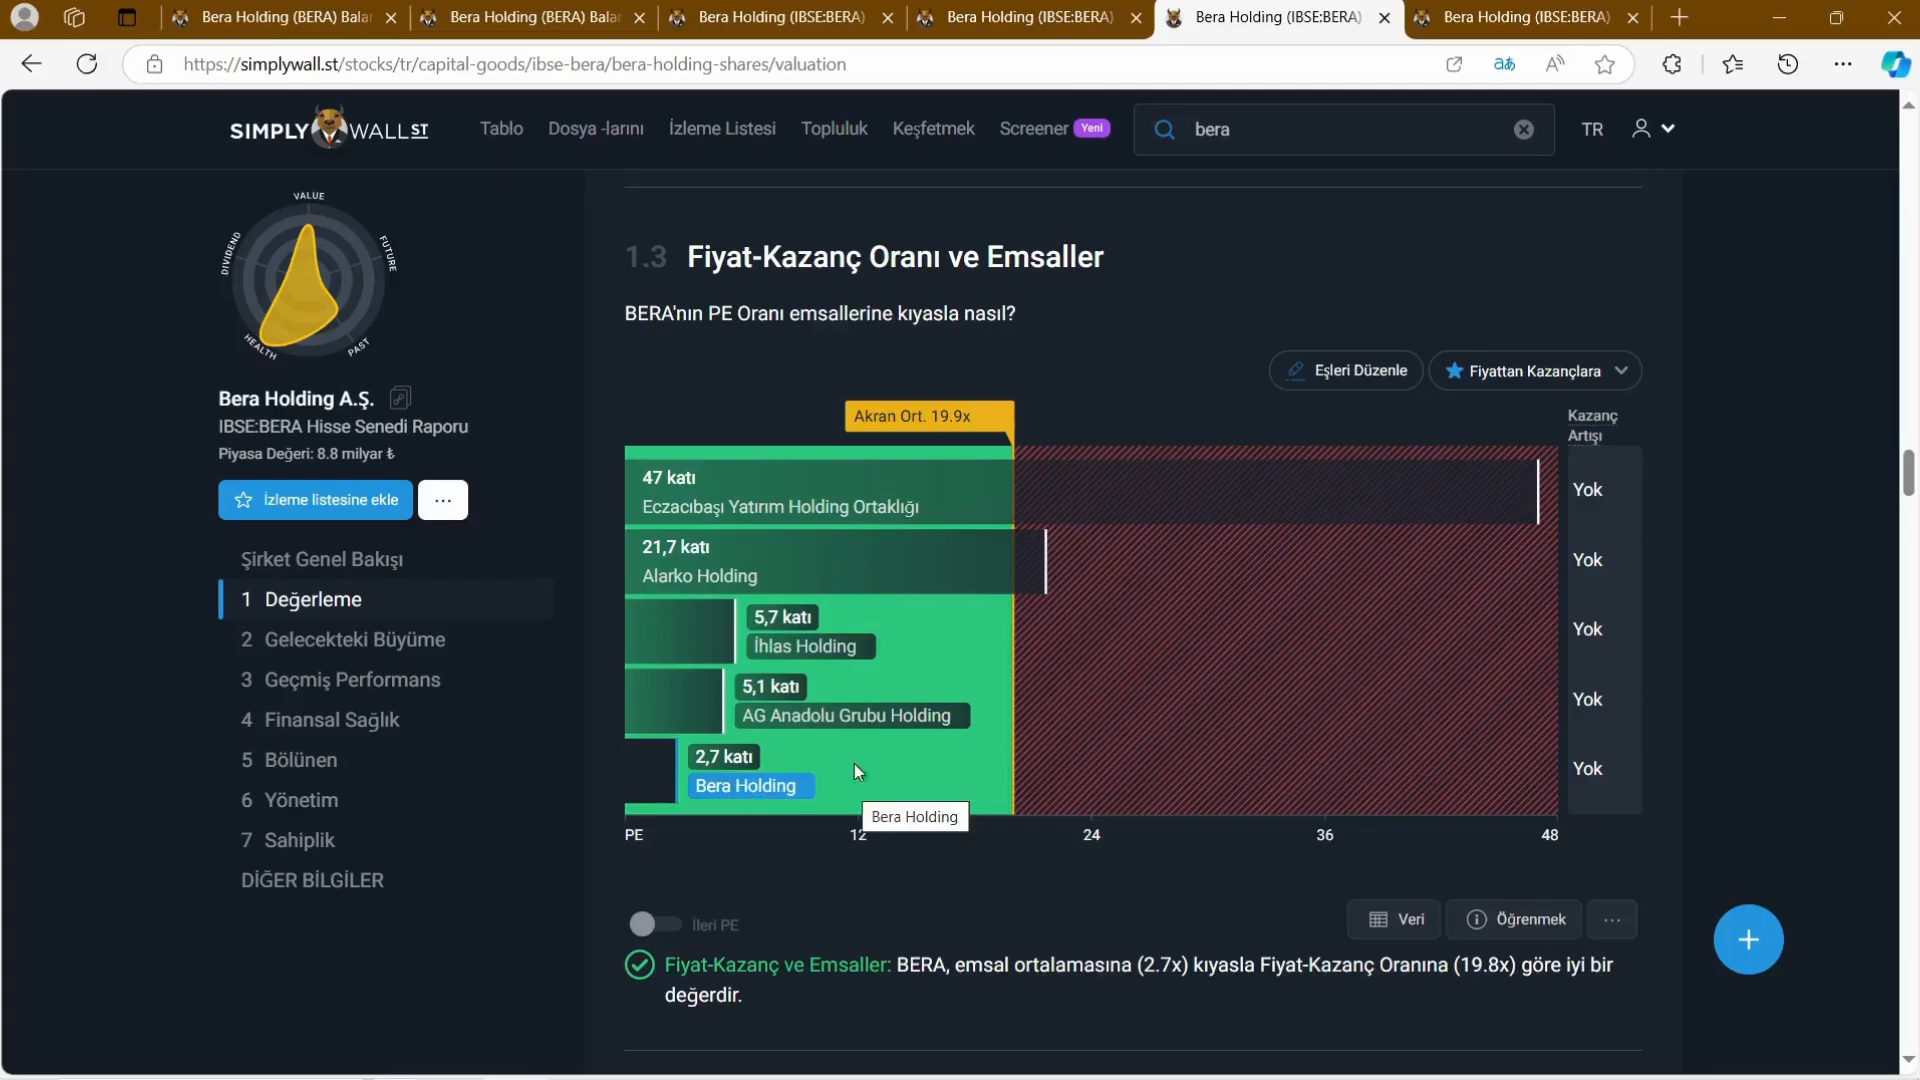 Bera Holding (BERA) Bala
Bera Holding (BERA) Bala
Bera Holding (IBSE:BERA)
Bera Holding (IBSE:BERA)
Bera Holding (IBSE:BERA)
Bera Holding (IBSE:BERA)
https://simplywall.st/stocks/tr/capital-goods/ibse-bera/bera-holding-shares/valuation
aあ
SIMPLY WALL ST
Tablo
Dosya -larını
İzleme Listesi
Topluluk
Keşfetmek
Screener
Yeni
bera
TR
VALUE
FUTURE
PAST
HEALTH
DIVIDEND
Bera Holding A.Ş.
IBSE:BERA Hisse Senedi Raporu
Piyasa Değeri: 8.8 milyar ₺
İzleme listesine ekle
Şirket Genel Bakışı
1 Değerleme
2 Gelecekteki Büyüme
3 Geçmiş Performans
4 Finansal Sağlık
5 Bölünen
6 Yönetim
7 Sahiplik
DİĞER BİLGİLER
1.3 Fiyat-Kazanç Oranı ve Emsaller
BERA'nın PE Oranı emsallerine kıyasla nasıl?
Eşleri Düzenle
Fiyattan Kazançlara
Akran Ort. 19.9x
Kazanç
Artışı
47 katı
Eczacıbaşı Yatırım Holding Ortaklığı
Yok
21,7 katı
Alarko Holding
Yok
5,7 katı
İhlas Holding
Yok
5,1 katı
AG Anadolu Grubu Holding
Yok
2,7 katı
Bera Holding
Yok
Bera Holding
PE
12
24
36
48
İleri PE
Veri
Öğrenmek
Fiyat-Kazanç ve Emsaller: BERA, emsal ortalamasına (2.7x) kıyasla Fiyat-Kazanç Oranına (19.8x) göre iyi bir
değerdir.